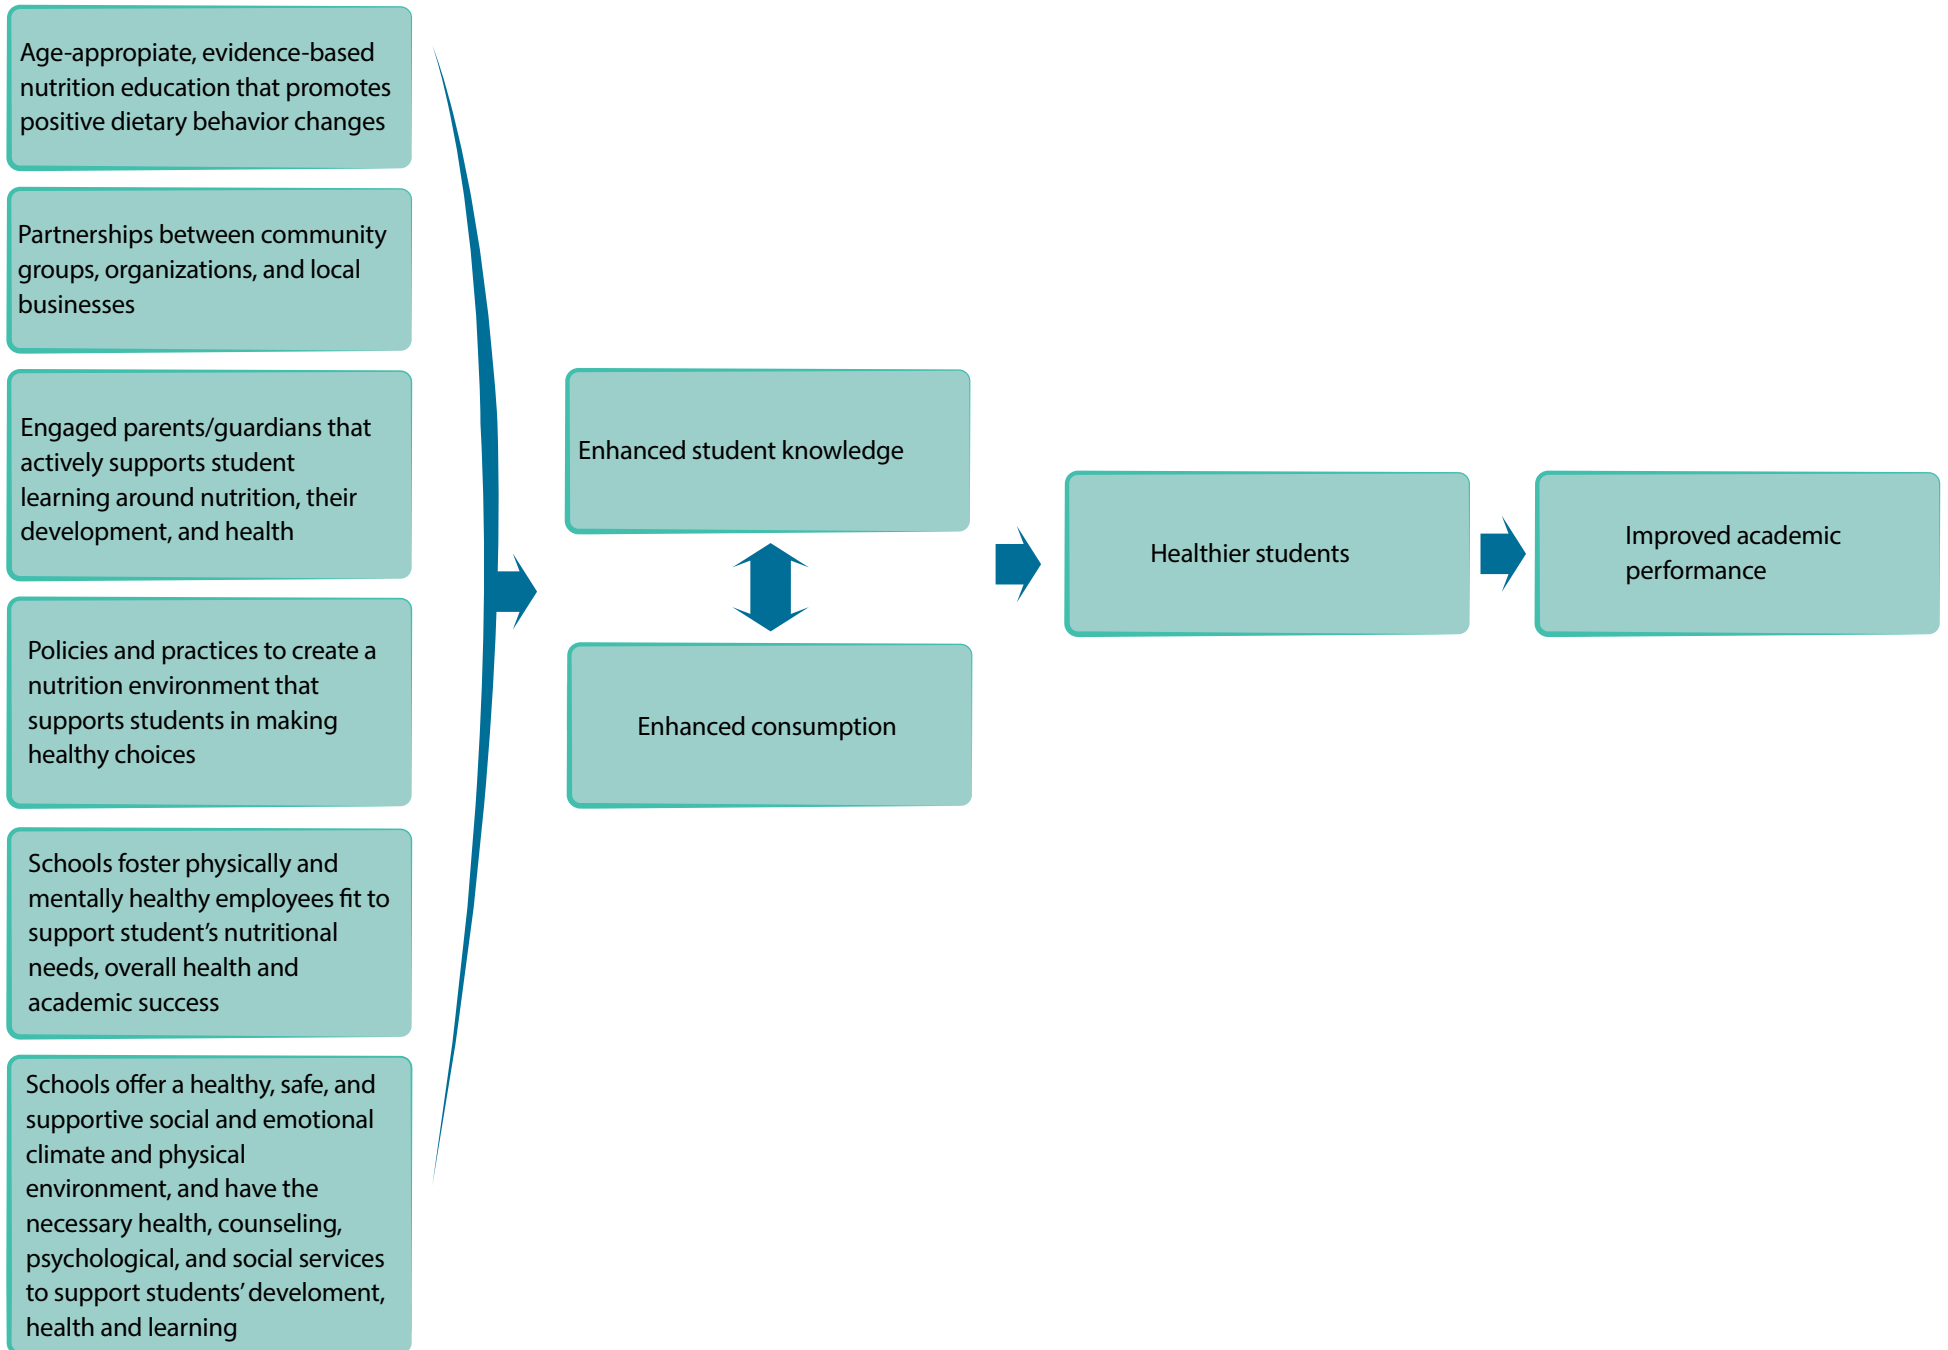 Age-appropiate, evidence-based
nutrition education that promotes
positive dietary behavior changes
Partnerships between community
groups, organizations, and local
businesses
Engaged parents/guardians that
actively supports student
learning around nutrition, their
development, and health
Policies and practices to create a
nutrition environment that
supports students in making
healthy choices
Schools foster physically and
mentally healthy employees fit to
support student’s nutritional
needs, overall health and
academic success
Schools offer a healthy, safe, and
supportive social and emotional
climate and physical
environment, and have the
necessary health, counseling,
psychological, and social services
to support students’ develoment,
health and learning
Enhanced student knowledge
Enhanced consumption
Healthier students
Improved academic
performance